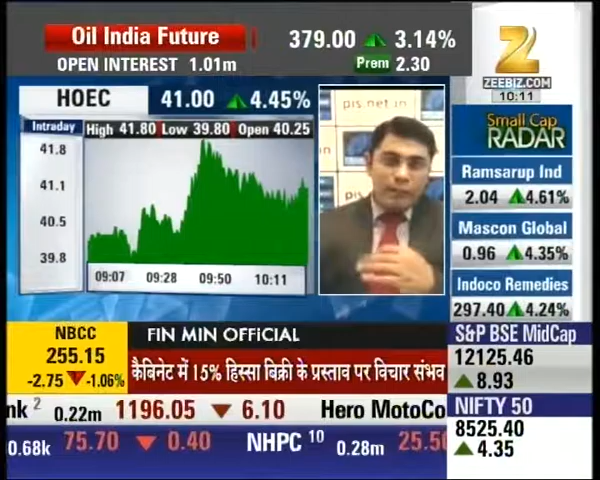 Oil India Future
379.00 3.14%
OPEN INTEREST 1.01m
Prem 2.30
ZEEBIZ.COM
10:11
HOEC
41.00 4.45%
Intraday
High 41.80 Low 39.80 Open 40.25
41.8
41.1
40.5
39.8
09:07 09:28 09:50 10:11
pis.net.in
Small Cap
RADAR
Ramsarup Ind
2.04 4.61%
Mascon Global
0.96 4.35%
Indoco Remedies
297.40 4.24%
NBCC
255.15
-2.75 -1.06%
FIN MIN OFFICIAL
कैबिनेट में 15% हिस्सा बिक्री के प्रस्ताव पर विचार संभव
S&P BSE MidCap
12125.46
8.93
NIFTY 50
8525.40
4.35
nk 2 0.22m 1196.05 6.10 Hero MotoCo
0.68k 75.70 0.40 NHPC 10 0.28m 25.5